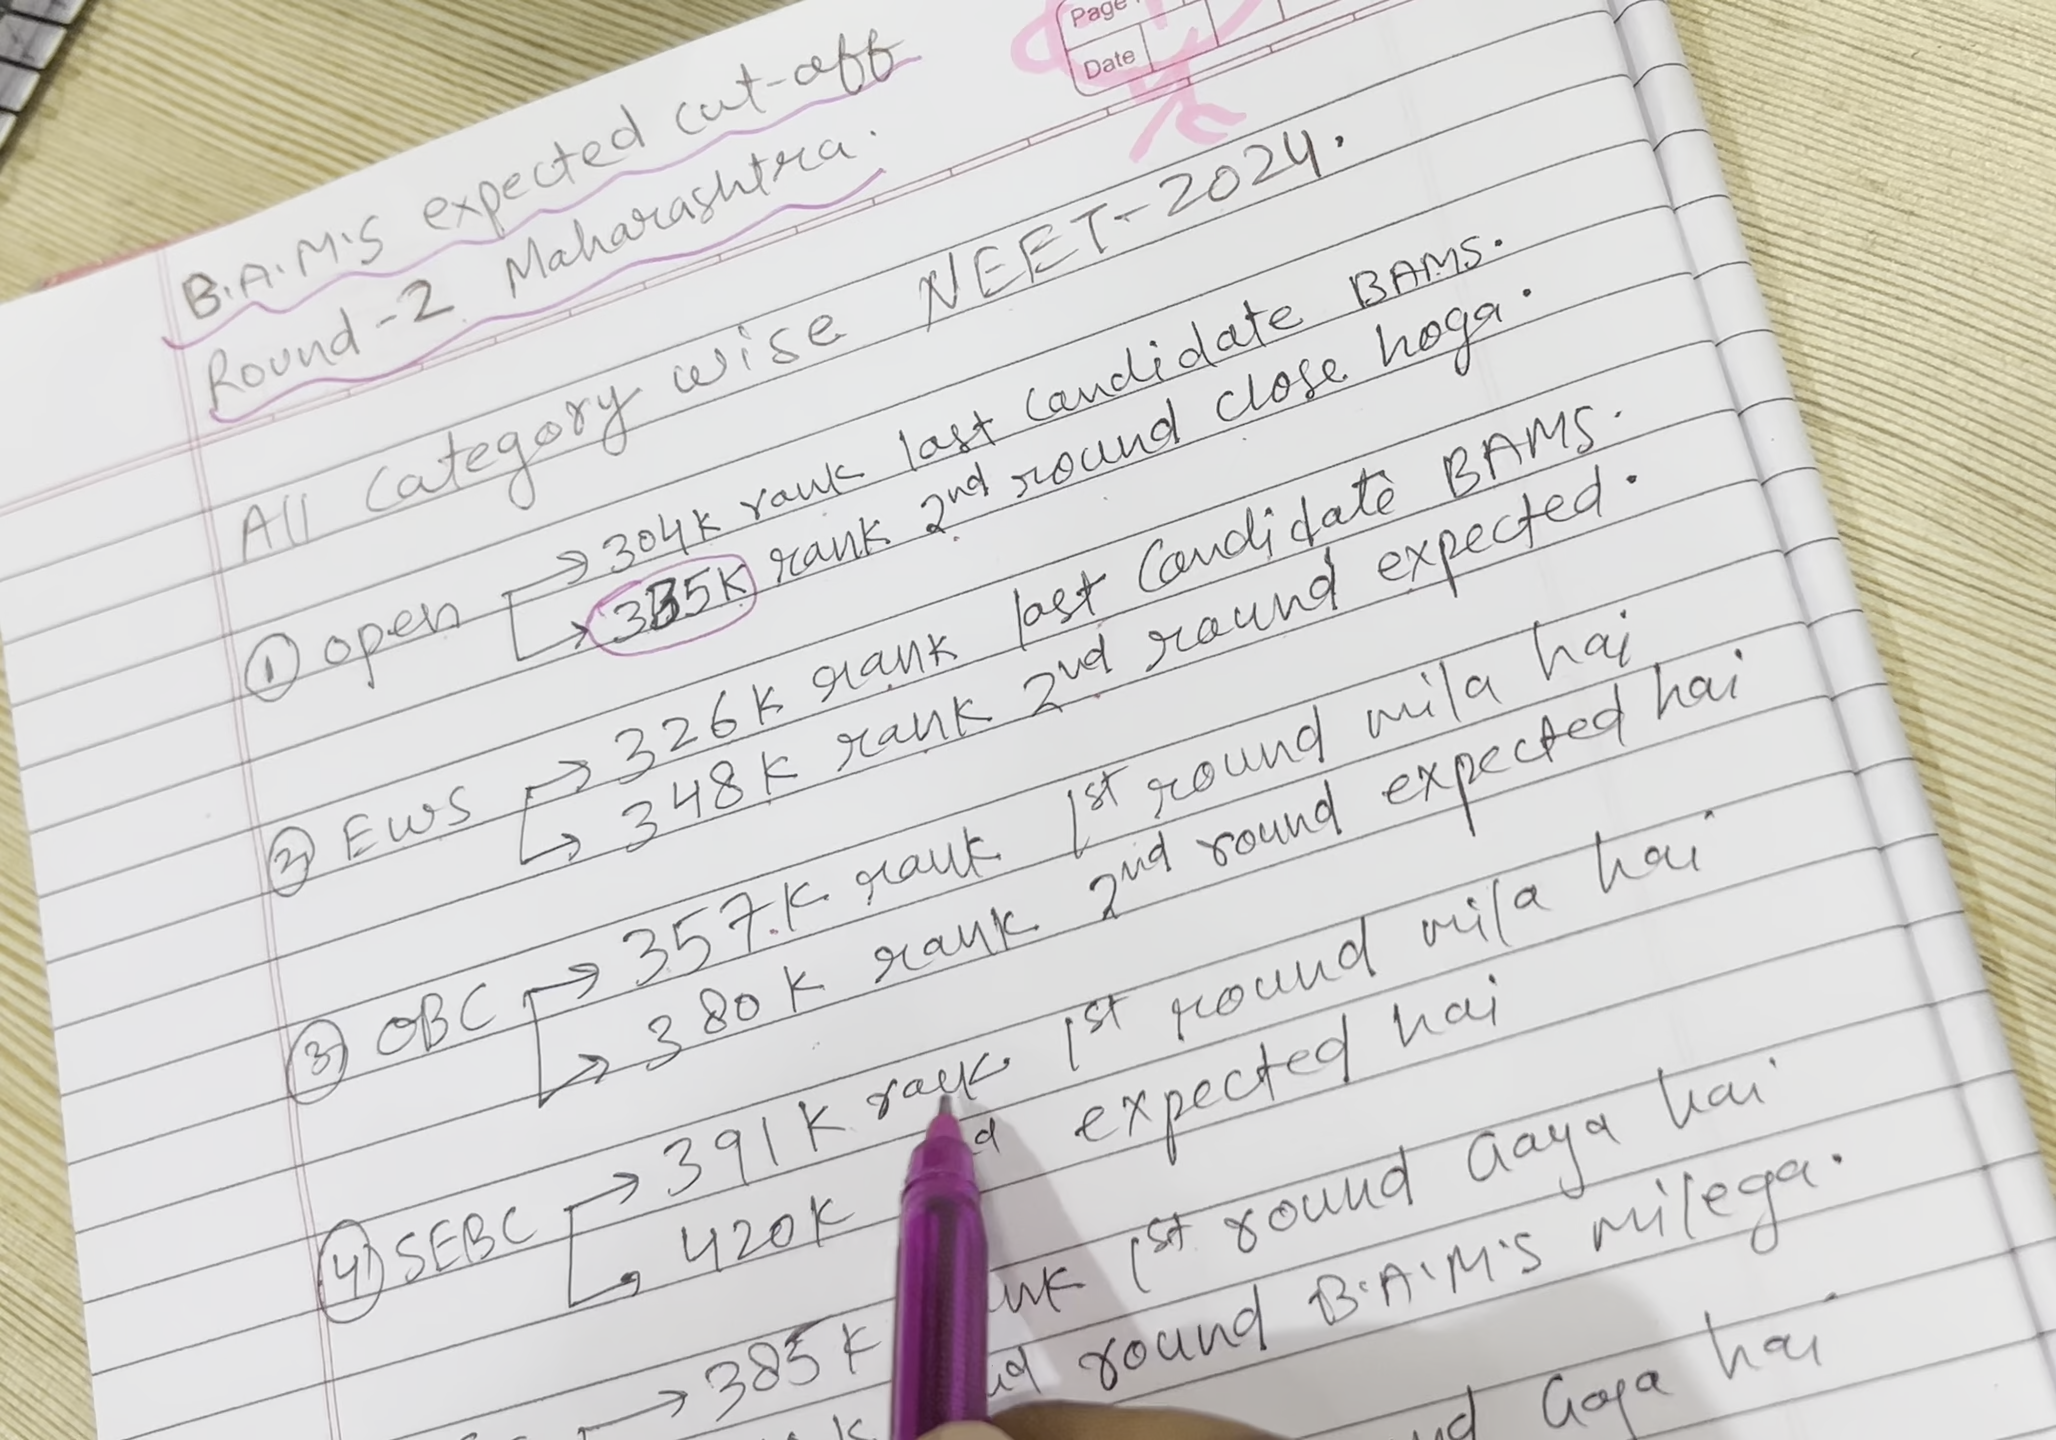 Page
Date
B.A.M.S expected cut-off
Round-2 Maharashtra.
All Category wise NEET-2024.
① open → 304K rank last candidate BAMS.
→ 335K rank 2nd round close hoga.
② EWS → 326K rank last Candidate BAMS.
→ 348K rank 2nd round expected.
③ OBC → 357K rank 1st round mila hai
→ 380K rank 2nd round expected hai
④ SEBC → 391K rank 1st round mila hai
→ 420K expected hai
→ 385K 1st round aaya hai
round B.A.M.S milega.
aaya hai